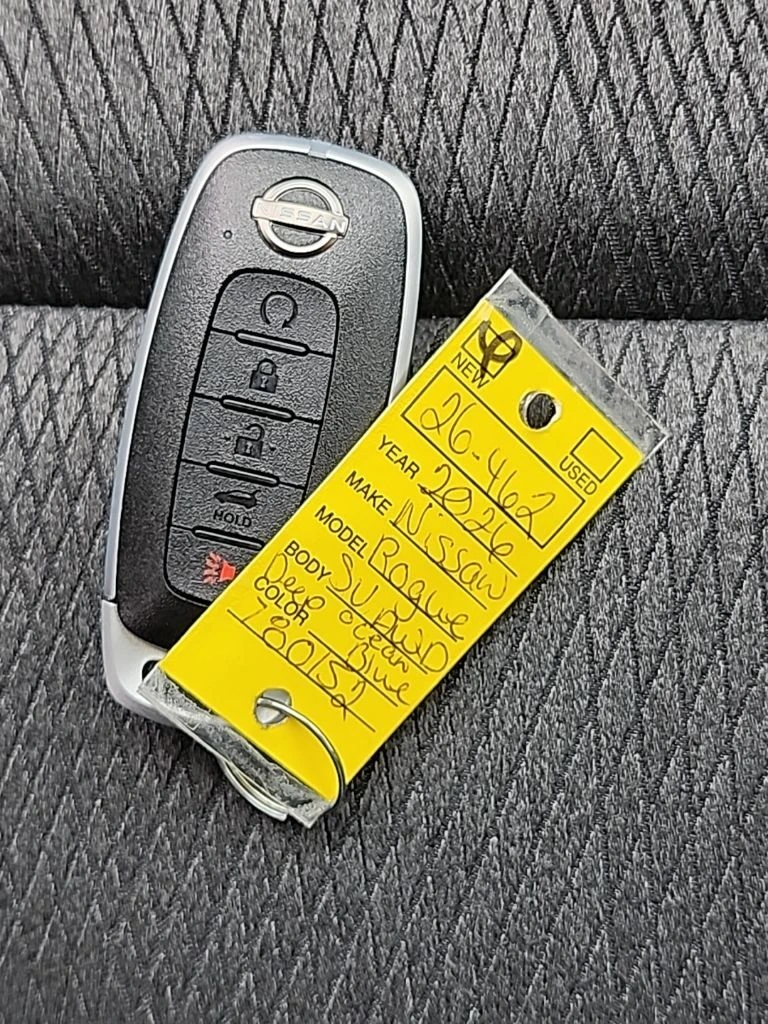 NISSAN
HOLD
NEW
USED
26-462
YEAR 2026
MAKE Nissan
MODEL Rogue
BODY SV AWD
COLOR Deep Ocean Blue
780152